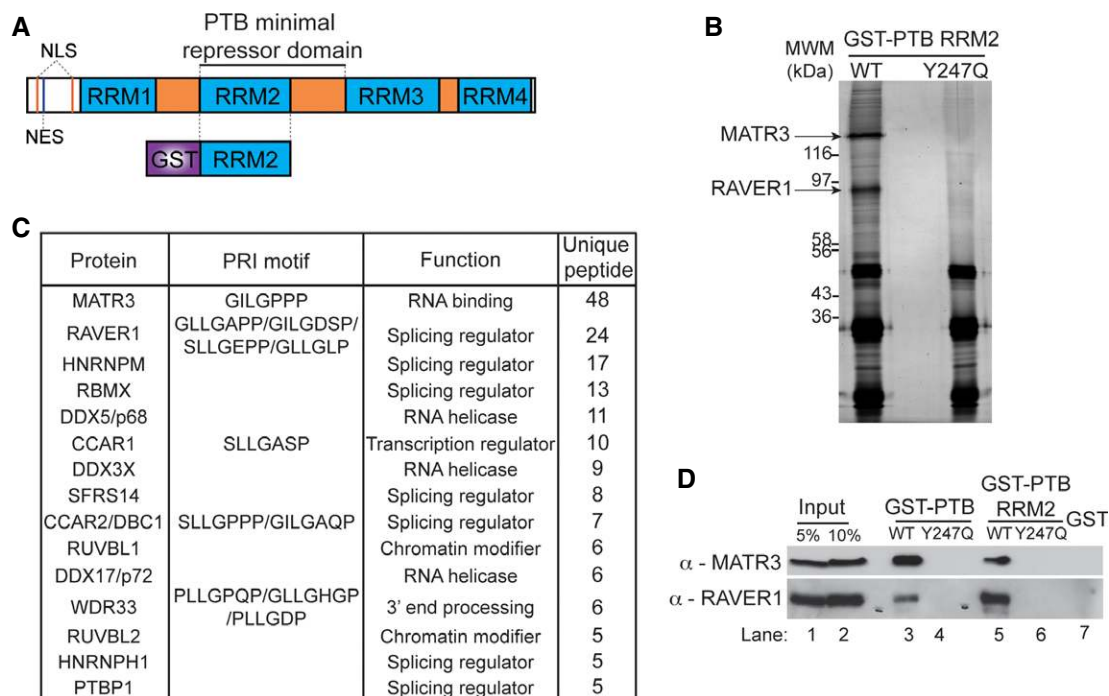 A
PTB minimal
repressor domain
NLS
RRM1 RRM2 RRM3 RRM4
NES
GST RRM2
B
GST-PTB RRM2
MWM
(kDa)
WT Y247Q
MATR3
116
97
RAVER1
58
56
43
36
C
Protein PRI motif Function Unique peptide
MATR3 GILGPPP RNA binding 48
RAVER1 GLLGAPP/GILGDSP/ SLLGEPP/GLLGLP Splicing regulator 24
HNRNPM Splicing regulator 17
RBMX Splicing regulator 13
DDX5/p68 RNA helicase 11
CCAR1 SLLGASP Transcription regulator 10
DDX3X RNA helicase 9
SFRS14 Splicing regulator 8
CCAR2/DBC1 SLLGPPP/GILGAQP Splicing regulator 7
RUVBL1 Chromatin modifier 6
DDX17/p72 RNA helicase 6
WDR33 PLLGPQP/GLLGHGP /PLLGDP 3' end processing 6
RUVBL2 Chromatin modifier 5
HNRNPH1 Splicing regulator 5
PTBP1 Splicing regulator 5
D
Input GST-PTB GST-PTB RRM2 GST
5% 10% WT Y247Q WT Y247Q
α - MATR3
α - RAVER1
Lane: 1 2 3 4 5 6 7